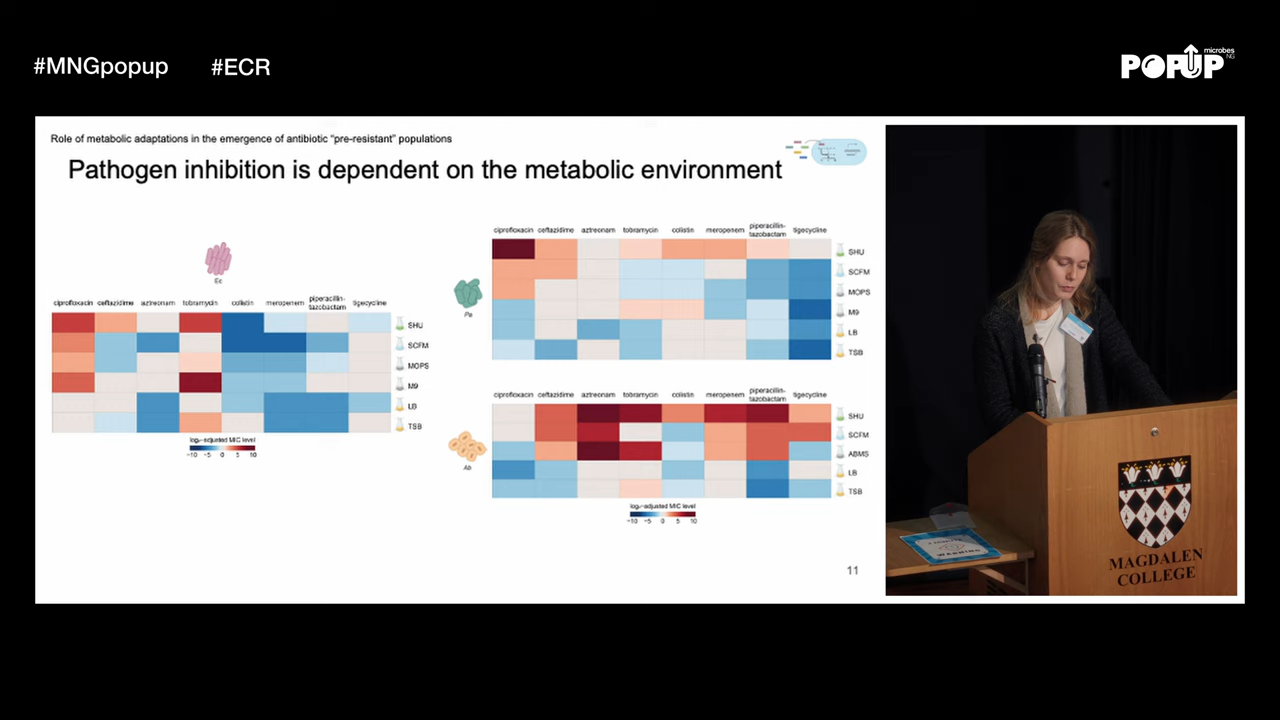 #MNGpopup #ECR
microbes
NG
POPUP
Role of metabolic adaptations in the emergence of antibiotic “pre-resistant” populations
Pathogen inhibition is dependent on the metabolic environment
Ec
ciprofloxacin ceftazidime aztreonam tobramycin colistin meropenem piperacillin-tazobactam tigecycline
SHU
SCFM
MOPS
M9
LB
TSB
log₂-adjusted MIC level
−10 −5 0 5 10
Pa
ciprofloxacin ceftazidime aztreonam tobramycin colistin meropenem piperacillin-tazobactam tigecycline
SHU
SCFM
MOPS
M9
LB
TSB
Ab
ciprofloxacin ceftazidime aztreonam tobramycin colistin meropenem piperacillin-tazobactam tigecycline
SHU
SCFM
ABMS
LB
TSB
log₂-adjusted MIC level
−10 −5 0 5 10
11
WARNING
MAGDALEN
COLLEGE